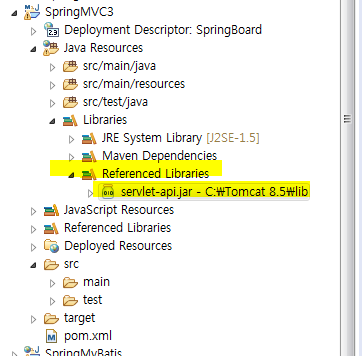 SpringMVC3
Deployment Descriptor: SpringBoard
Java Resources
src/main/java
src/main/resources
src/test/java
Libraries
JRE System Library [J2SE-1.5]
Maven Dependencies
Referenced Libraries
servlet-api.jar - C:₩Tomcat 8.5₩lib
JavaScript Resources
Referenced Libraries
Deployed Resources
src
main
test
target
pom.xml
SpringMyBatis